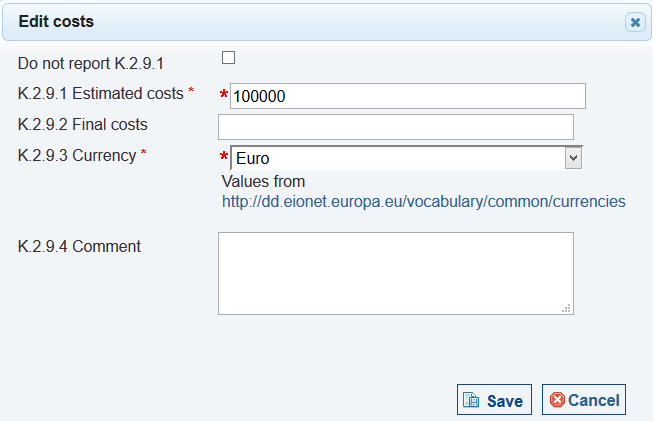 Edit costs
Do not report K.2.9.1
K.2.9.1 Estimated costs * * 100000
K.2.9.2 Final costs
K.2.9.3 Currency * * Euro
Values from
http://dd.eionet.europa.eu/vocabulary/common/currencies
K.2.9.4 Comment
Save Cancel